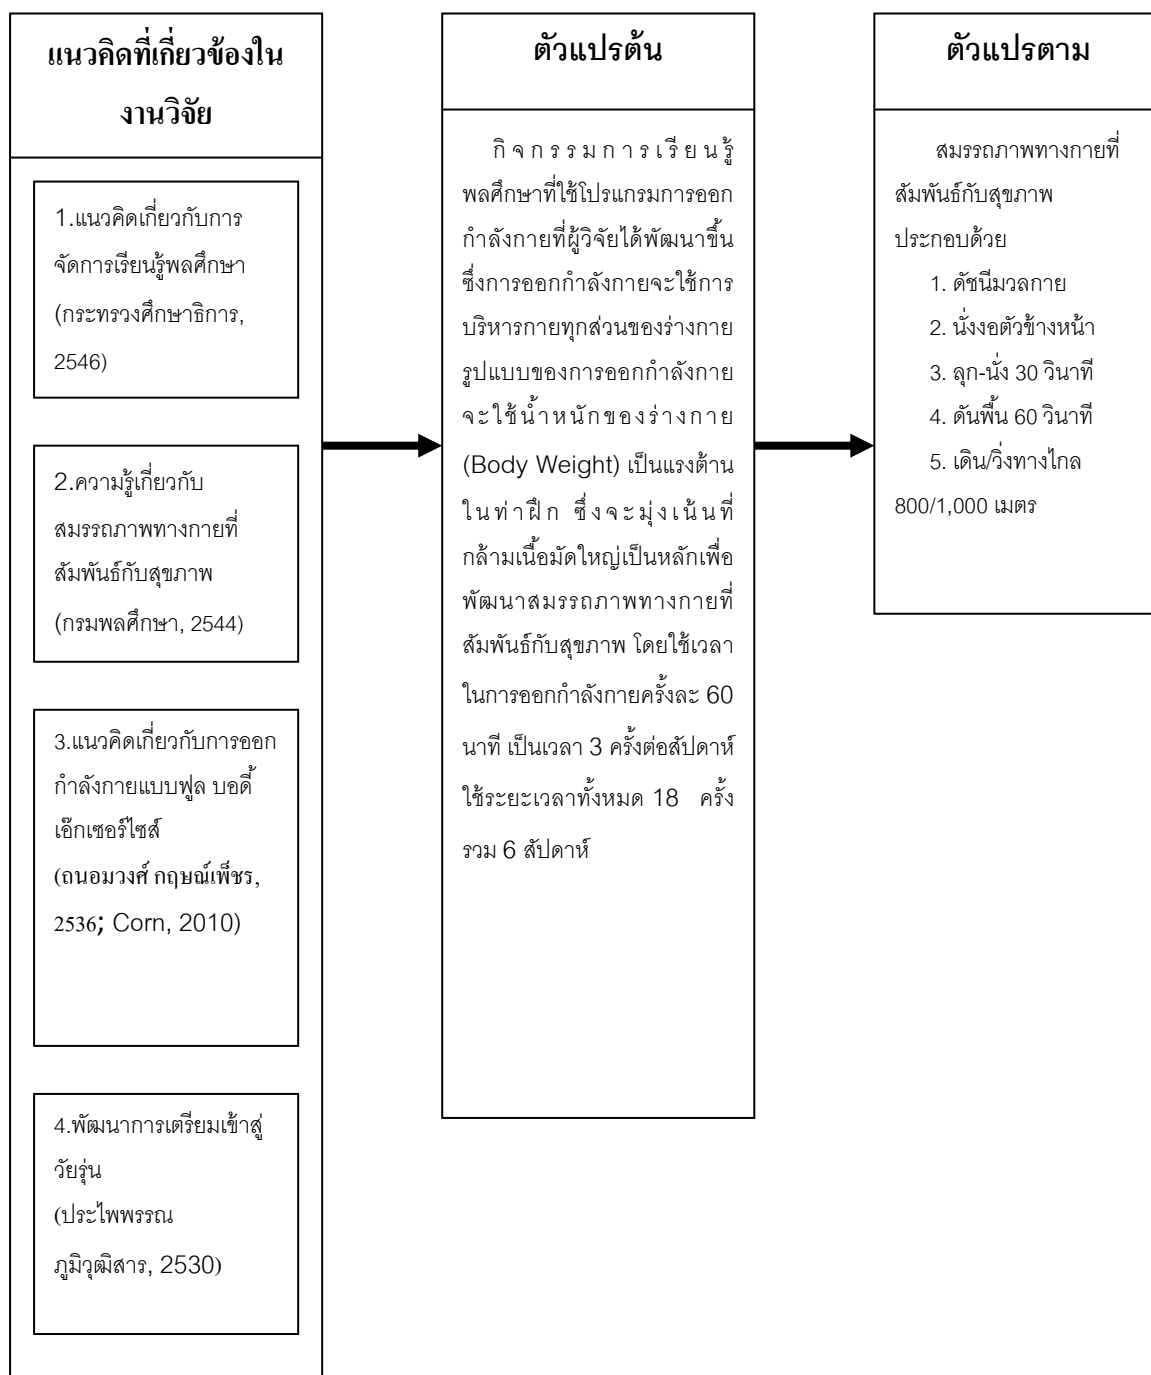 แนวคิดที่เกี่ยวข้องใน
งานวิจัย
1.แนวคิดเกี่ยวกับการ
จัดการเรียนรู้พลศึกษา
(กระทรวงศึกษาธิการ,
2546)
2.ความรู้เกี่ยวกับ
สมรรถภาพทางกายที่
สัมพันธ์กับสุขภาพ
(กรมพลศึกษา, 2544)
3.แนวคิดเกี่ยวกับการออก
กำลังกายแบบฟูล บอดี้
เอ๊กเซอร์ไซส์
(ถนอมวงศ์ กฤษณ์เพ็ชร,
2536; Corn, 2010)
4.พัฒนาการเตรียมเข้าสู่
วัยรุ่น
(ประไพพรรณ
ภูมิวุฒิสาร, 2530)
ตัวแปรต้น
กิจกรรมการเรียนรู้
พลศึกษาที่ใช้โปรแกรมการออก
กำลังกายที่ผู้วิจัยได้พัฒนาขึ้น
ซึ่งการออกกำลังกายจะใช้การ
บริหารกายทุกส่วนของร่างกาย
รูปแบบของการออกกำลังกาย
จะใช้น้ำหนักของร่างกาย
(Body Weight) เป็นแรงต้าน
ในท่าฝึก ซึ่งจะมุ่งเน้นที่
กล้ามเนื้อมัดใหญ่เป็นหลักเพื่อ
พัฒนาสมรรถภาพทางกายที่
สัมพันธ์กับสุขภาพ โดยใช้เวลา
ในการออกกำลังกายครั้งละ 60
นาที เป็นเวลา 3 ครั้งต่อสัปดาห์
ใช้ระยะเวลาทั้งหมด 18 ครั้ง
รวม 6 สัปดาห์
ตัวแปรตาม
สมรรถภาพทางกายที่
สัมพันธ์กับสุขภาพ
ประกอบด้วย
1. ดัชนีมวลกาย
2. นั่งงอตัวข้างหน้า
3. ลุก-นั่ง 30 วินาที
4. ดันพื้น 60 วินาที
5. เดิน/วิ่งทางไกล
800/1,000 เมตร